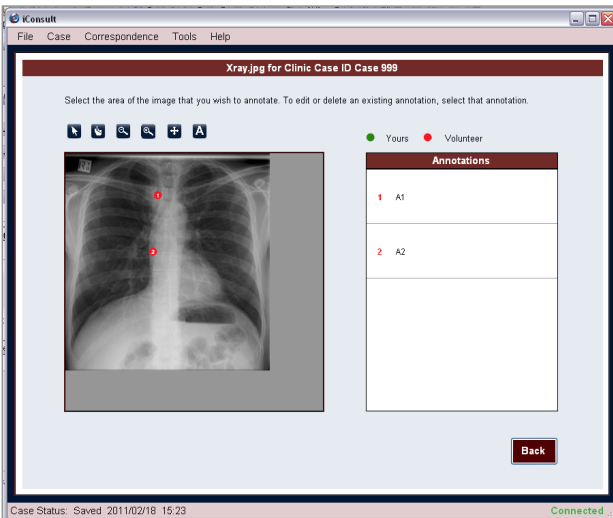 iConsult
File Case Correspondence Tools Help
Xray.jpg for Clinic Case ID Case 999
Select the area of the image that you wish to annotate. To edit or delete an existing annotation, select that annotation.
A
Yours Volunteer
Annotations
1 A1
2 A2
1
2
Back
Case Status: Saved 2011/02/18 15:23
Connected